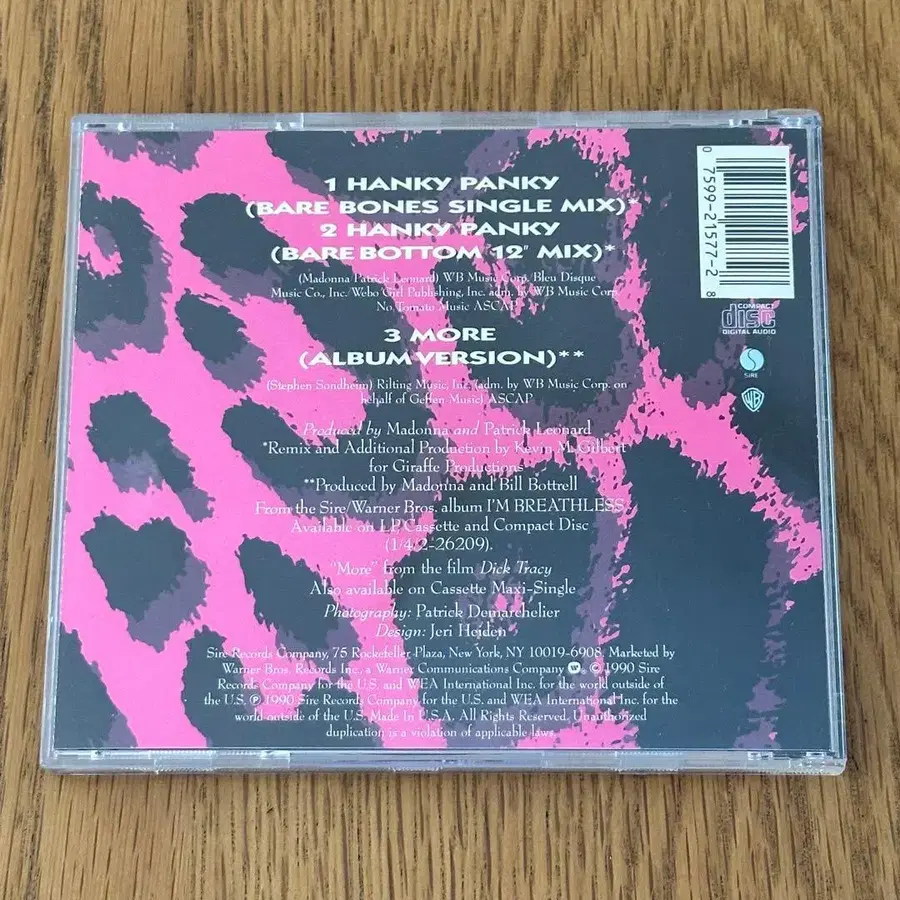 1 HANKY PANKY
(BARE BONES SINGLE MIX)*
2 HANKY PANKY
(BARE BOTTOM 12" MIX)*
(Madonna/Patrick Leonard) WB Music Corp. Bleu Disque
Music Co., Inc./Webo Girl Publishing, Inc. adm. by WB Music Corp.
No Tomato Music ASCAP
3 MORE
(ALBUM VERSION)**
(Stephen Sondheim) Rilting Music, Inc. (adm. by WB Music Corp. on
behalf of Geffen Music) ASCAP
Produced by Madonna and Patrick Leonard
*Remix and Additional Production by Kevin M. Gilbert
for Giraffe Productions
**Produced by Madonna and Bill Bottrell
From the Sire/Warner Bros. album I'M BREATHLESS
Available on LP, Cassette and Compact Disc
(1/4/2-26209).
"More" from the film Dick Tracy
Also available on Cassette Maxi-Single
Photography: Patrick Demarchelier
Design: Jeri Heiden
Sire Records Company, 75 Rockefeller Plaza, New York, NY 10019-6908. Marketed by
Warner Bros. Records Inc., a Warner Communications Company W. © 1990 Sire
Records Company for the U.S. and WEA International Inc. for the world outside of
the U.S. ℗ 1990 Sire Records Company for the U.S. and WEA International Inc. for the
world outside of the U.S. Made In U.S.A. All Rights Reserved. Unauthorized
duplication is a violation of applicable laws.
0 7599-21577-2 8
COMPACT
disc
DIGITAL AUDIO
S
SIRE
WB